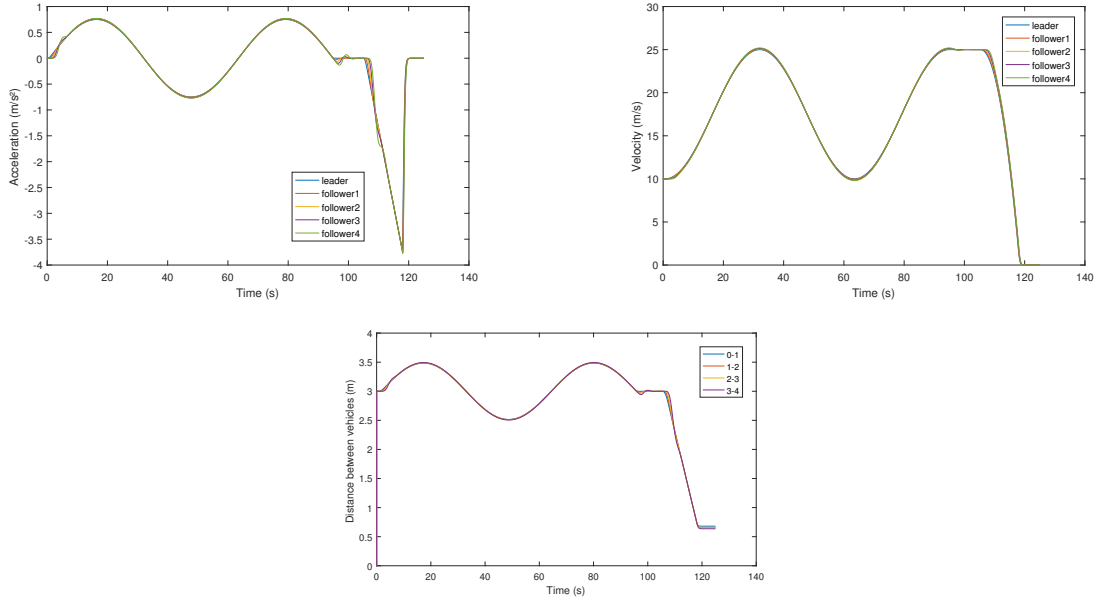 1
0.5
0
-0.5
-1
-1.5
-2
-2.5
-3
-3.5
-4
0 20 40 60 80 100 120 140
Acceleration (m/s²)
Time (s)
leader
follower1
follower2
follower3
follower4
30
25
20
15
10
5
0
0 20 40 60 80 100 120 140
Velocity (m/s)
Time (s)
leader
follower1
follower2
follower3
follower4
4
3.5
3
2.5
2
1.5
1
0.5
0
0 20 40 60 80 100 120 140
Distance between vehicles (m)
Time (s)
0-1
1-2
2-3
3-4